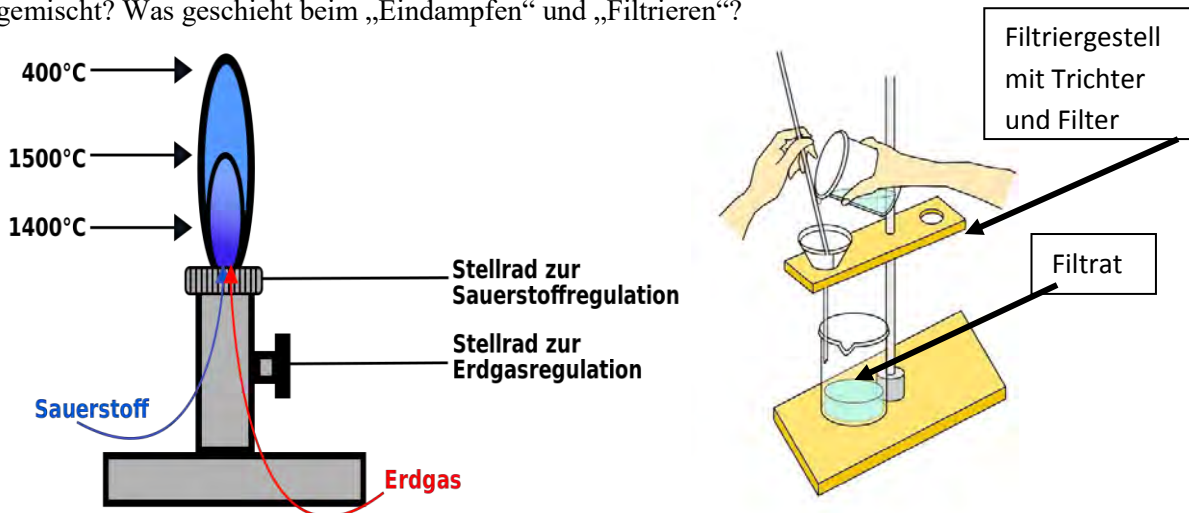 gemischt? Was geschieht beim „Eindampfen“ und „Filtrieren“?
400°C
1500°C
1400°C
Stellrad zur
Sauerstoffregulation
Stellrad zur
Erdgasregulation
Sauerstoff
Erdgas
Filtriergestell
mit Trichter
und Filter
Filtrat